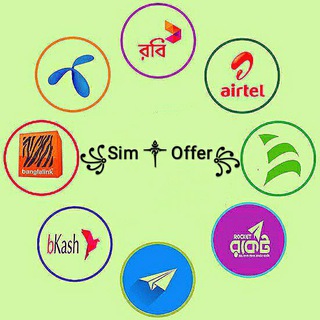 রবি
airtel
banglalink
Sim Offer
bKash
ROCKET
রকেট